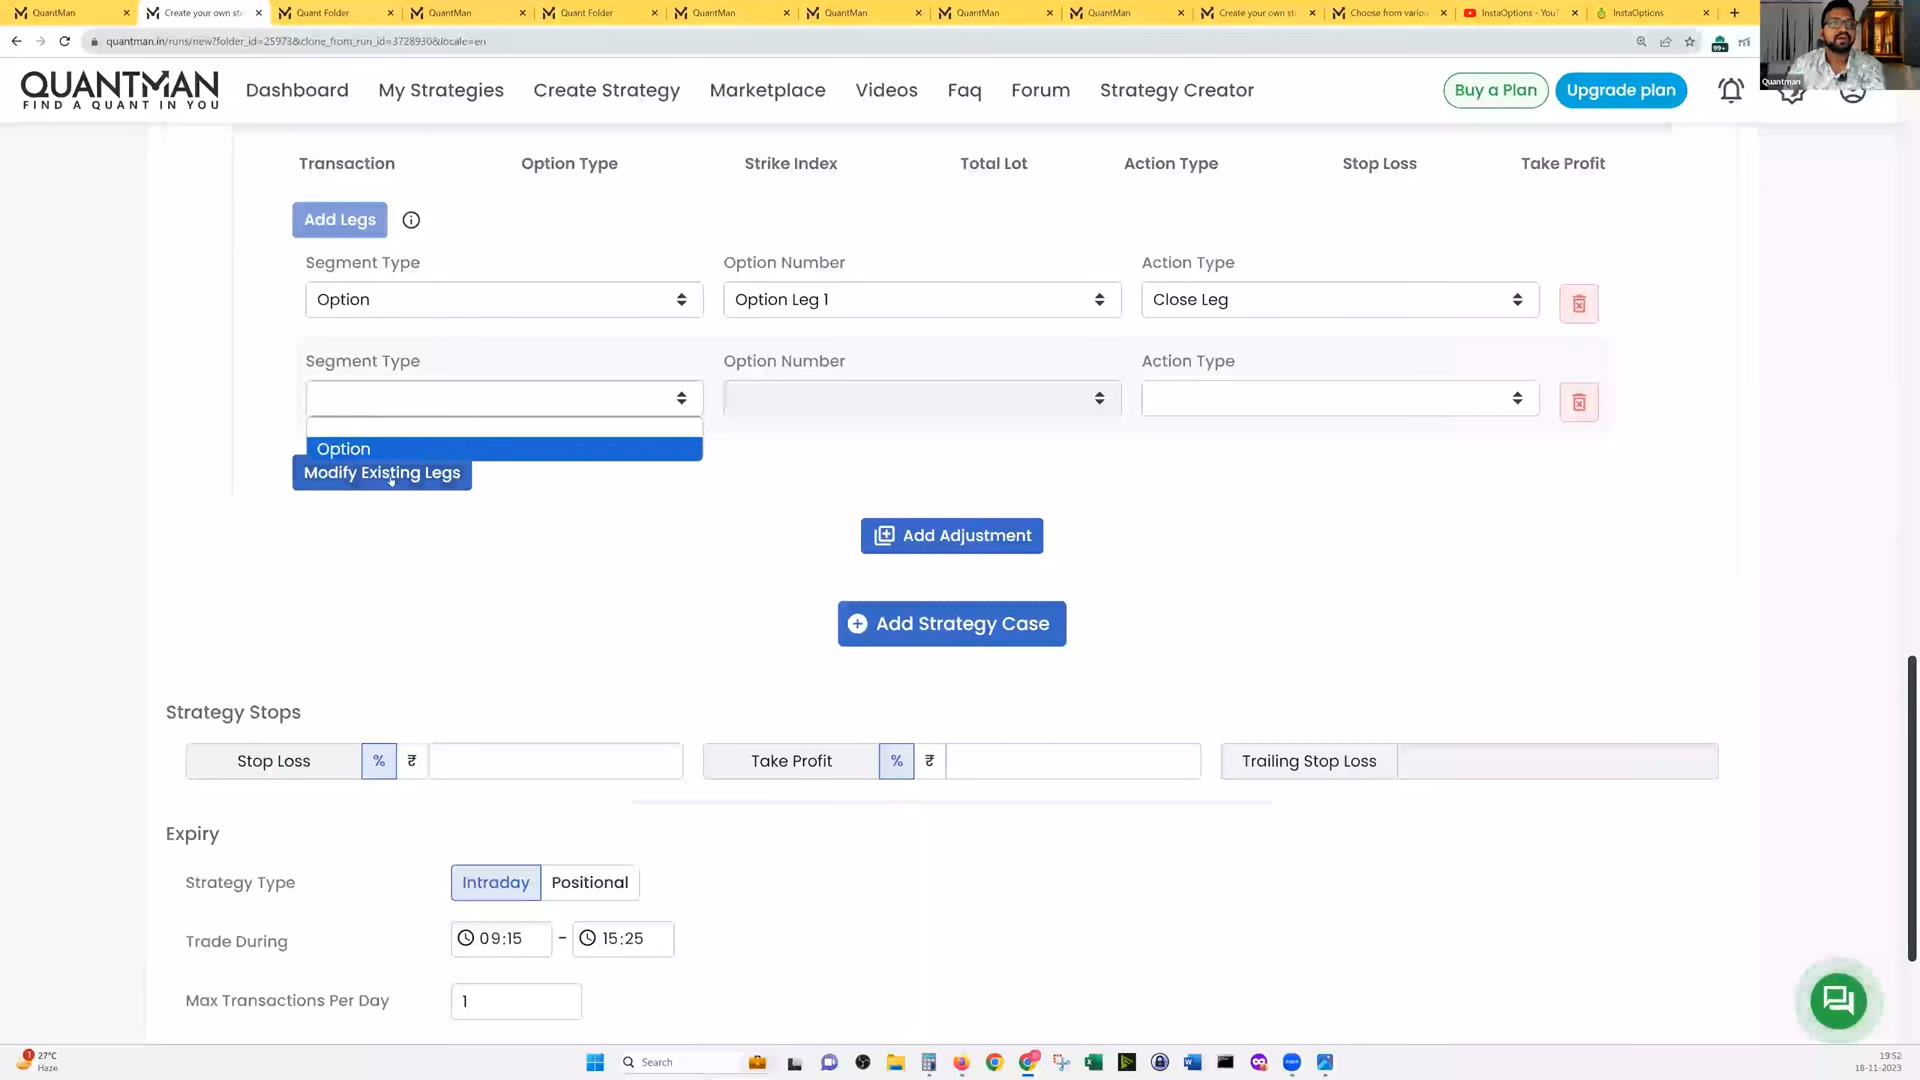 QuantMan
Create your own st
Quant Folder
QuantMan
Quant Folder
QuantMan
QuantMan
QuantMan
QuantMan
Create your own st
Choose from variou
InstaOptions - YouT
InstaOptions
quantman.in/runs/new?folder_id=25973&clone_from_run_id=3728930&locale=en
99+
Quantman
QUANTMAN
FIND A QUANT IN YOU
Dashboard
My Strategies
Create Strategy
Marketplace
Videos
Faq
Forum
Strategy Creator
Buy a Plan
Upgrade plan
Transaction
Option Type
Strike Index
Total Lot
Action Type
Stop Loss
Take Profit
Add Legs
Segment Type
Option Number
Action Type
Option
Option Leg 1
Close Leg
Segment Type
Option Number
Action Type
Option
Modify Existing Legs
Add Adjustment
Add Strategy Case
Strategy Stops
Stop Loss
%
₹
Take Profit
%
₹
Trailing Stop Loss
Expiry
Strategy Type
Intraday
Positional
Trade During
09:15
-
15:25
Max Transactions Per Day
1
1
27°C
Haze
Search
19:52
18-11-2023